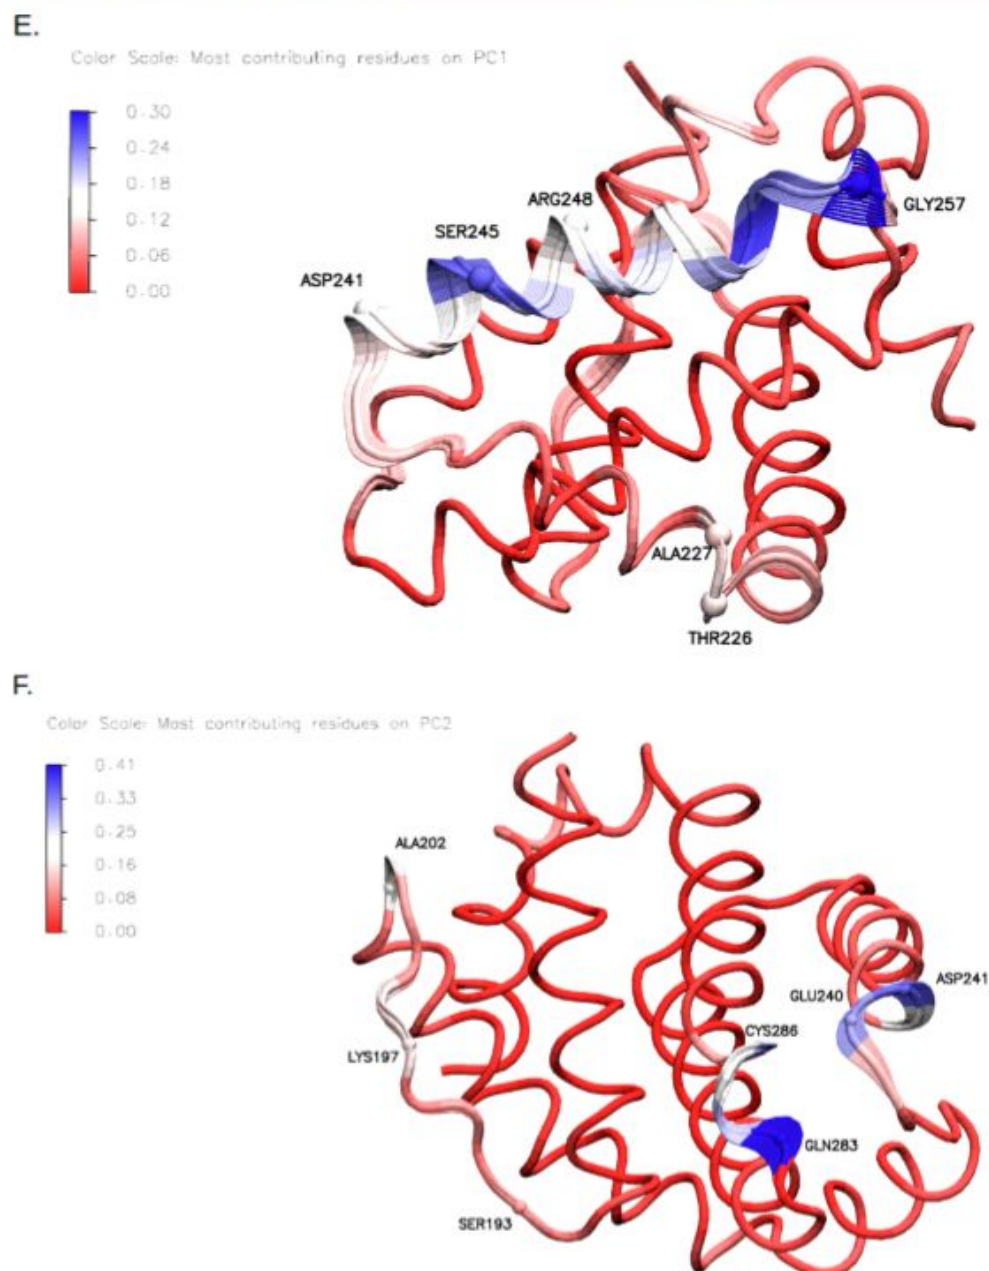 E.
Color Scale: Most contributing residues on PC1
0.30
0.24
0.18
0.12
0.06
0.00
ARG248
GLY257
SER245
ASP241
ALA227
THR226
F.
Color Scale: Most contributing residues on PC2
0.41
0.33
0.25
0.16
0.08
0.00
ALA202
ASP241
GLU240
CYS286
LYS197
GLN283
SER193